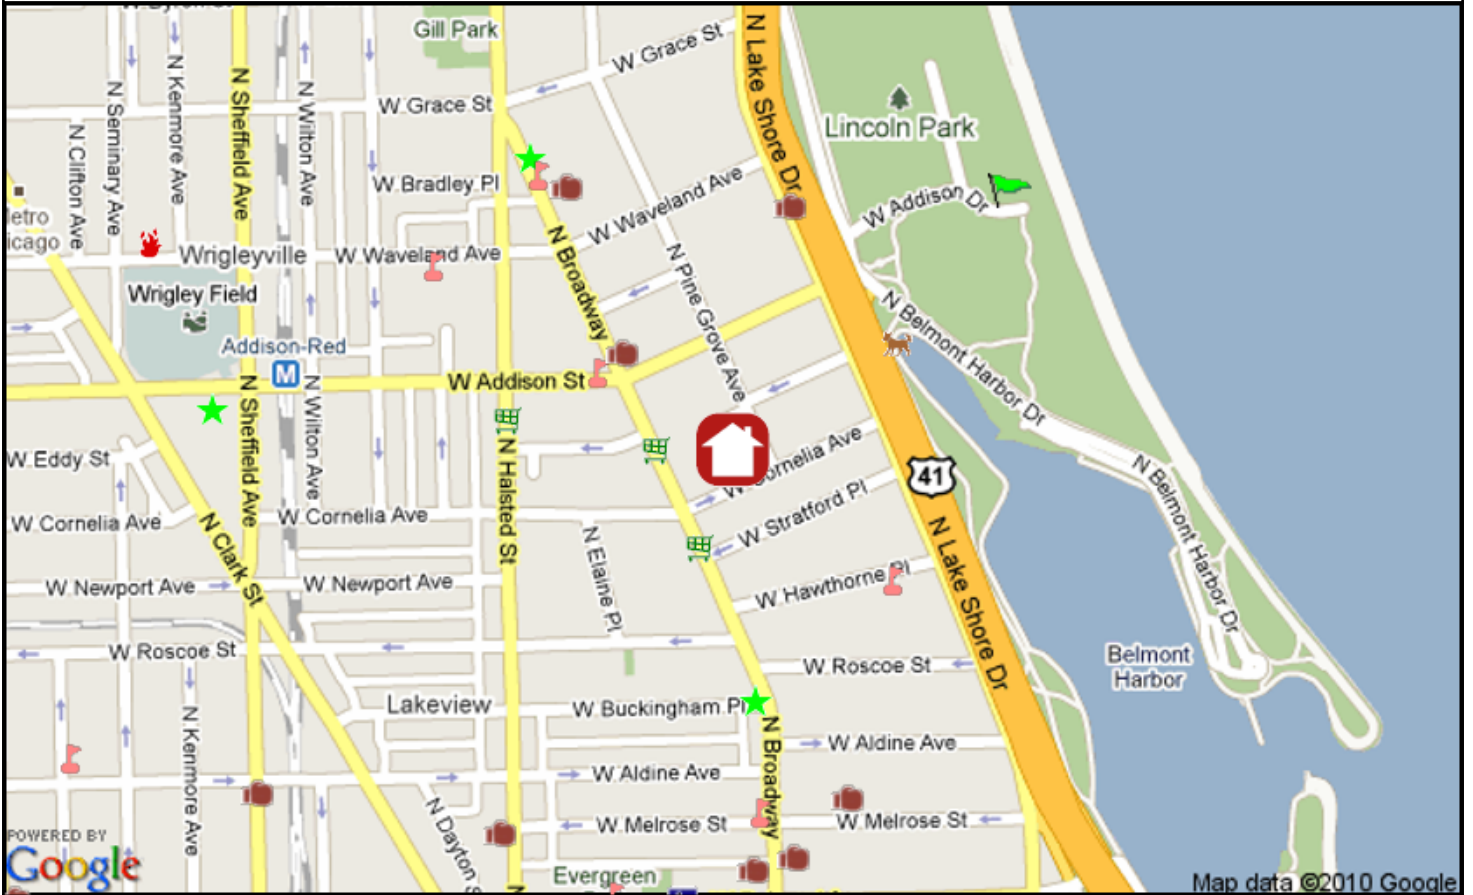 W Byron St
Gill Park
W Grace St
N Lake Shore Dr
N Kenmore Ave
N Sheffield Ave
N Wilton Ave
N Seminary Ave
W Grace St
Lincoln Park
N Clifton Ave
W Bradley Pl
W Waveland Ave
W Addison Dr
etro
icago
Wrigleyville
W Waveland Ave
N Broadway
N Pine Grove Ave
Wrigley Field
N Belmont Harbor Dr
Addison-Red
M
W Addison St
N Sheffield Ave
N Wilton Ave
N Halsted St
W Cornelia Ave
W Eddy St
41
N Belmont Harbor Dr
W Stratford Pl
W Cornelia Ave
N Clark St
W Cornelia Ave
N Elaine Pl
N Lake Shore Dr
W Newport Ave
W Newport Ave
W Hawthorne Pl
W Roscoe St
W Roscoe St
Belmont
Harbor
Lakeview
W Buckingham Pl
N Kenmore Ave
N Broadway
W Aldine Ave
W Aldine Ave
N Dayton S
W Melrose St
W Melrose St
POWERED BY
Google
Evergreen
N
Map data ©2010 Google